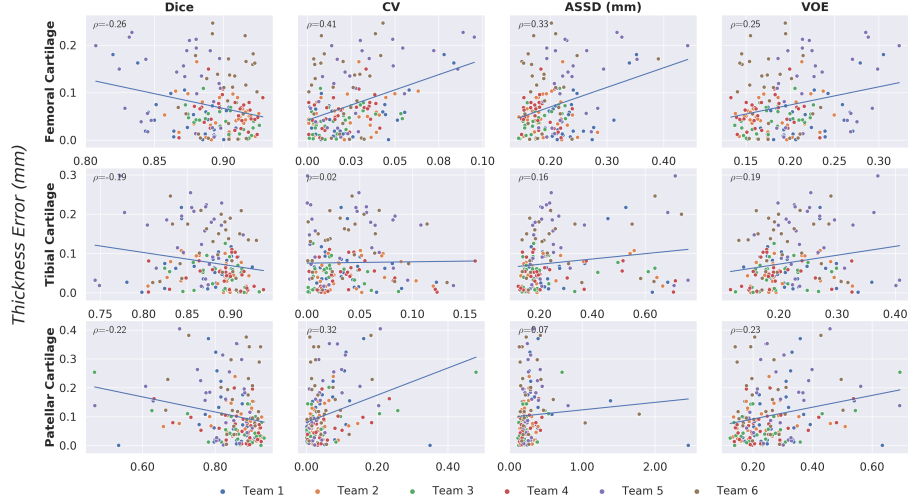 Dice CV ASSD (mm) VOE
Thickness Error (mm)
Femoral Cartilage
ρ=-0.26 ρ=0.41 ρ=0.33 ρ=0.25
0.2
0.1
0.0
0.80 0.85 0.90 0.00 0.03 0.05 0.08 0.10 0.20 0.30 0.40 0.15 0.20 0.25 0.30
Tibial Cartilage
ρ=-0.19 ρ=0.02 ρ=0.16 ρ=0.19
0.3
0.2
0.1
0.0
0.75 0.80 0.85 0.90 0.00 0.05 0.10 0.15 0.20 0.40 0.60 0.20 0.30 0.40
Patellar Cartilage
ρ=-0.22 ρ=0.32 ρ=0.07 ρ=0.23
0.4
0.3
0.2
0.1
0.0
0.60 0.80 0.00 0.20 0.40 0.00 1.00 2.00 0.20 0.40 0.60
Team 1 Team 2 Team 3 Team 4 Team 5 Team 6